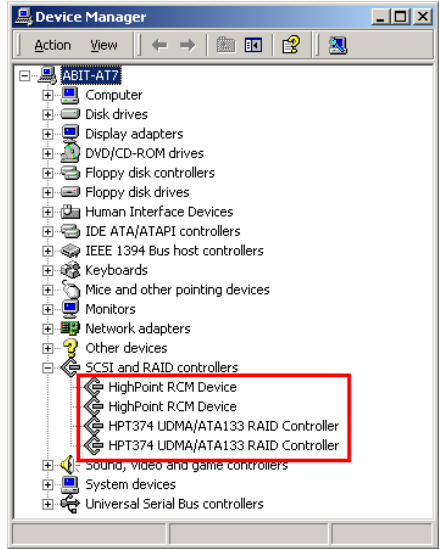 Device Manager
Action View
ABIT-AT7
Computer
Disk drives
Display adapters
DVD/CD-ROM drives
Floppy disk controllers
Floppy disk drives
Human Interface Devices
IDE ATA/ATAPI controllers
IEEE 1394 Bus host controllers
Keyboards
Mice and other pointing devices
Monitors
Network adapters
Other devices
SCSI and RAID controllers
HighPoint RCM Device
HighPoint RCM Device
HPT374 UDMA/ATA133 RAID Controller
HPT374 UDMA/ATA133 RAID Controller
Sound, video and game controllers
System devices
Universal Serial Bus controllers